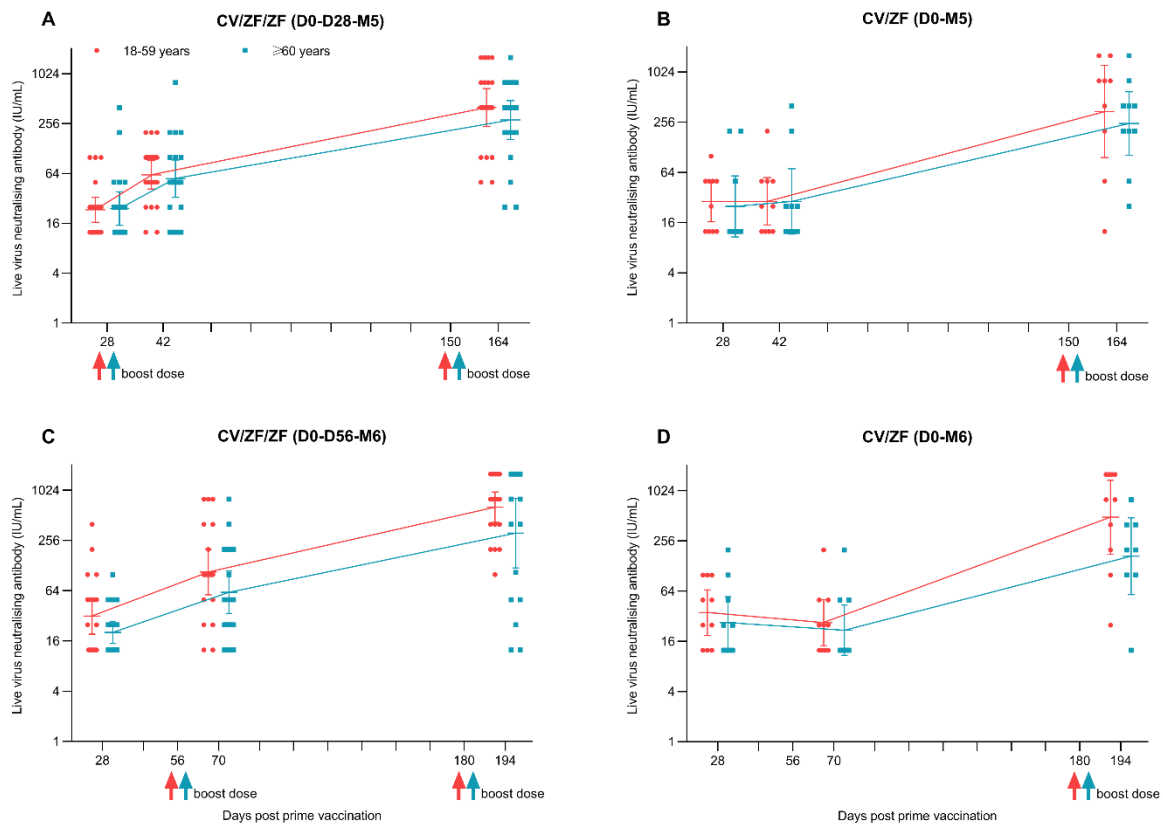 A
CV/ZF/ZF (D0-D28-M5)
18-59 years
⩾60 years
Live virus neutralising antibody (IU/mL)
1024
256
64
16
4
1
28
42
150
164
boost dose
boost dose
B
CV/ZF (D0-M5)
Live virus neutralising antibody (IU/mL)
1024
256
64
16
4
1
28
42
150
164
boost dose
C
CV/ZF/ZF (D0-D56-M6)
Live virus neutralising antibody (IU/mL)
1024
256
64
16
4
1
28
56
70
180
194
boost dose
boost dose
Days post prime vaccination
D
CV/ZF (D0-M6)
Live virus neutralising antibody (IU/mL)
1024
256
64
16
4
1
28
56
70
180
194
boost dose
Days post prime vaccination